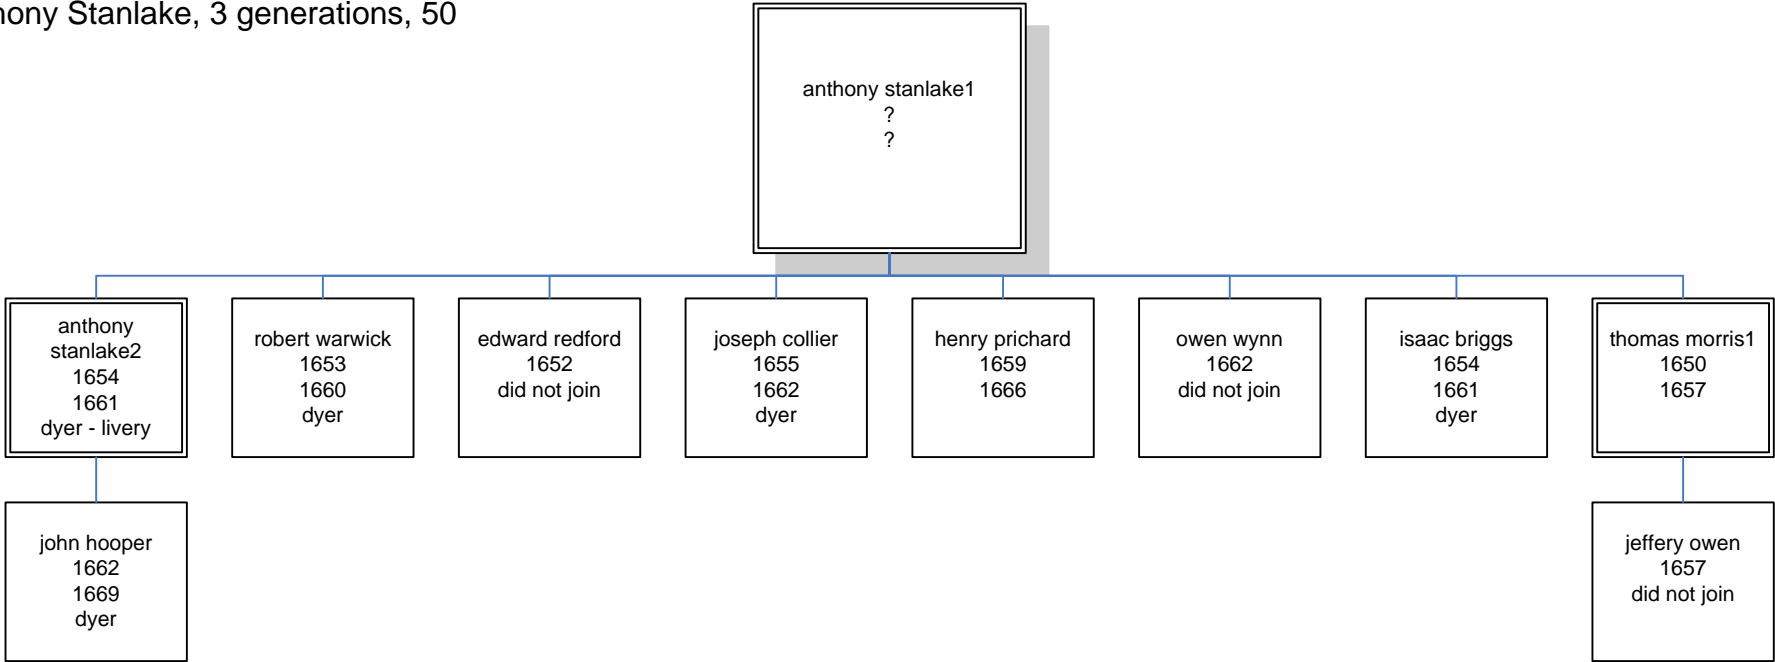 hony Stanlake, 3 generations, 50
anthony stanlake1
?
?
anthony
stanlake2
1654
1661
dyer - livery
robert warwick
1653
1660
dyer
edward redford
1652
did not join
joseph collier
1655
1662
dyer
henry prichard
1659
1666
owen wynn
1662
did not join
isaac briggs
1654
1661
dyer
thomas morris1
1650
1657
john hooper
1662
1669
dyer
jeffery owen
1657
did not join